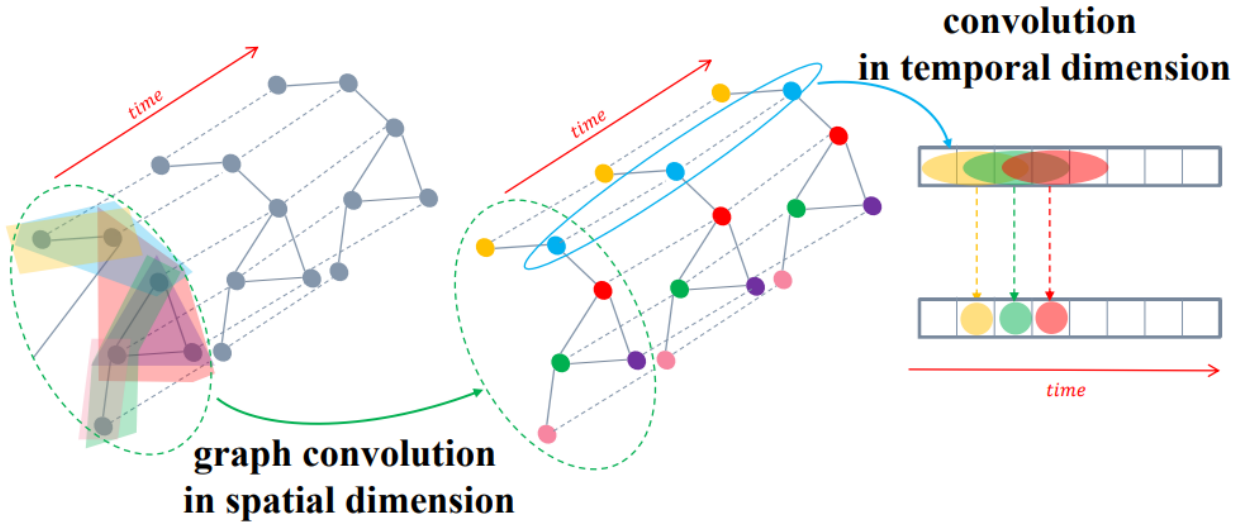 convolution
in temporal dimension
time
time
time
graph convolution
in spatial dimension